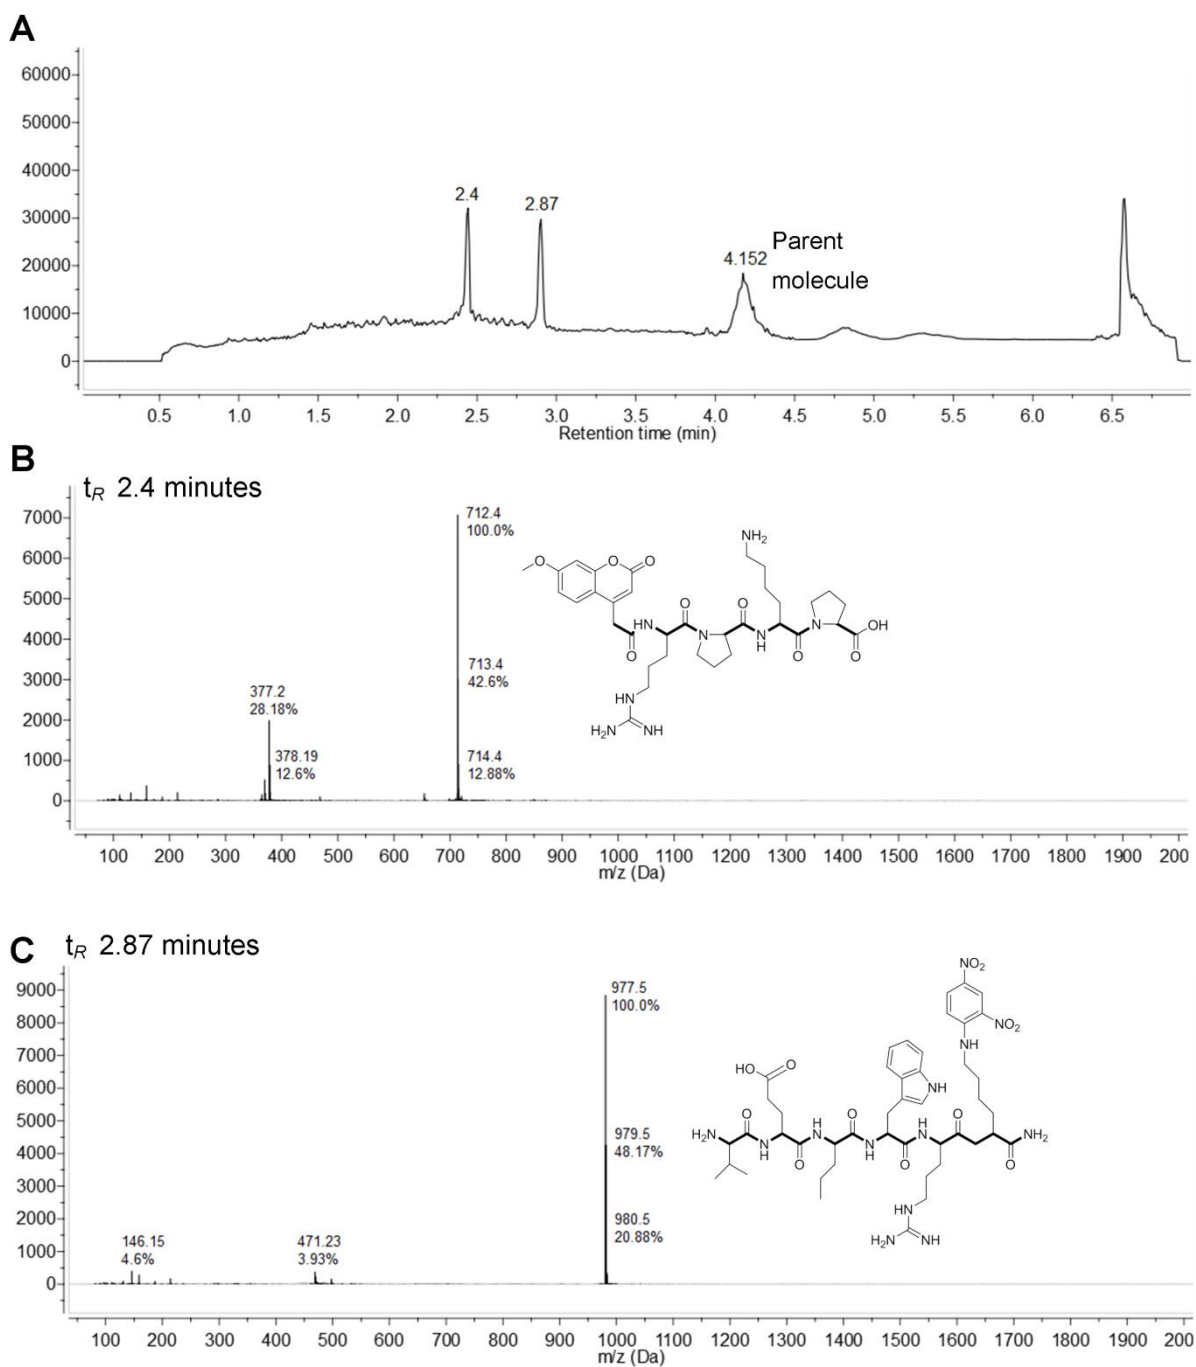 A
60000
50000
40000
30000
20000
10000
0
2.4
2.87
4.152
Parent
molecule
0.5 1.0 1.5 2.0 2.5 3.0 3.5 4.0 4.5 5.0 5.5 6.0 6.5
Retention time (min)
B
tR 2.4 minutes
7000
6000
5000
4000
3000
2000
1000
0
712.4
100.0%
713.4
42.6%
714.4
12.88%
377.2
28.18%
378.19
12.6%
NH2
O
O
O
O
HN
O
N
O
N
H
O
N
O
OH
O
HN
H2N
NH
100 200 300 400 500 600 700 800 900 1000 1100 1200 1300 1400 1500 1600 1700 1800 1900 200
m/z (Da)
C
tR 2.87 minutes
9000
8000
7000
6000
5000
4000
3000
2000
1000
0
977.5
100.0%
979.5
48.17%
980.5
20.88%
146.15
4.6%
471.23
3.93%
NO2
NO2
NH
HO
O
NH
H2N
O
N
H
O
H
N
O
N
H
O
H
N
O
NH2
O
HN
H2N
NH
100 200 300 400 500 600 700 800 900 1000 1100 1200 1300 1400 1500 1600 1700 1800 1900 200
m/z (Da)